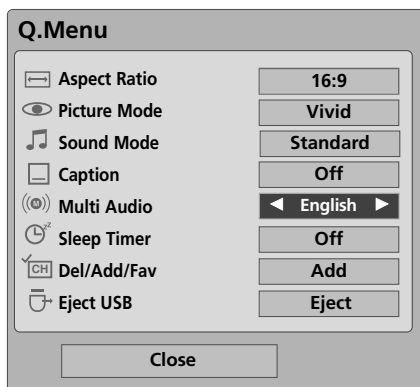 Q.Menu
Aspect Ratio 16:9
Picture Mode Vivid
Sound Mode Standard
Caption Off
Multi Audio ◀ English ▶
Sleep Timer Off
Del/Add/Fav Add
Eject USB Eject
Close